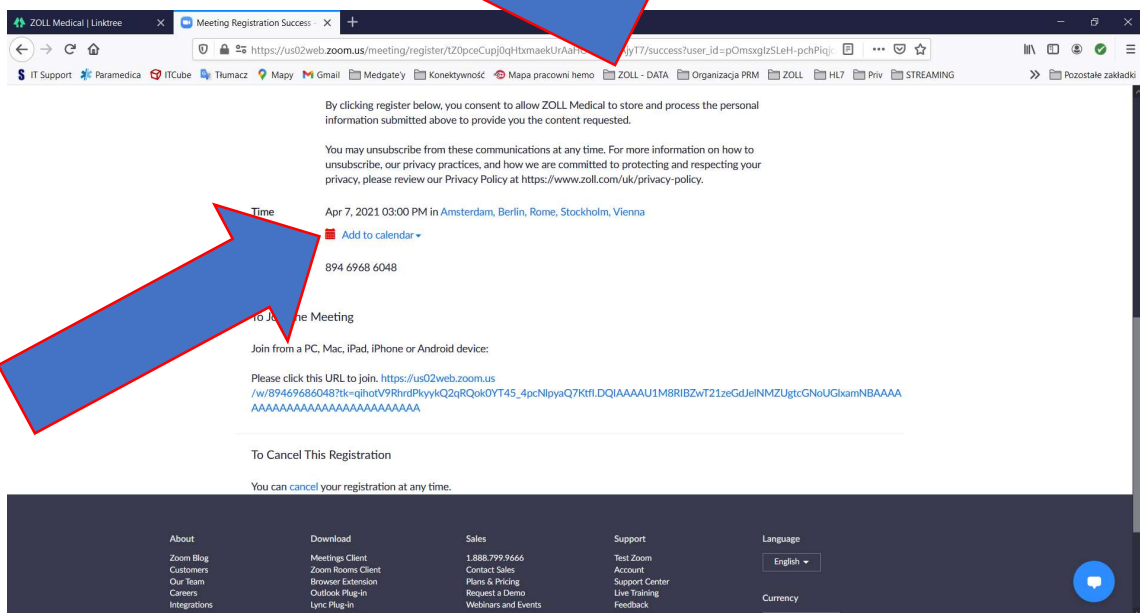 ZOLL Medical | Linktree
Meeting Registration Success -
https://us02web.zoom.us/meeting/register/tZ0pceCupj0qHtxmaekUrAaH jyT7/success?user_id=pOmsxgIzSLeH-pchPiqj
IT Support Paramedica ITCube Tłumacz Mapy Gmail Medgate'y Konektywność Mapa pracowni hemo ZOLL - DATA Organizacja PRM ZOLL HL7 Priv STREAMING Pozostałe zakładki
By clicking register below, you consent to allow ZOLL Medical to store and process the personal
information submitted above to provide you the content requested.
You may unsubscribe from these communications at any time. For more information on how to
unsubscribe, our privacy practices, and how we are committed to protecting and respecting your
privacy, please review our Privacy Policy at https://www.zoll.com/uk/privacy-policy.
Time Apr 7, 2021 03:00 PM in Amsterdam, Berlin, Rome, Stockholm, Vienna
Add to calendar
894 6968 6048
To Jo he Meeting
Join from a PC, Mac, iPad, iPhone or Android device:
Please click this URL to join. https://us02web.zoom.us
/w/89469686048?tk=qihotV9RhrdPkyykQ2qRQok0YT45_4pcNlpyaQ7KtfI.DQIAAAAU1M8RIBZwT21zeGdJelNMZUgtcGNoUGlxamNBAAAA
AAAAAAAAAAAAAAAAAAAAAAAA
To Cancel This Registration
You can cancel your registration at any time.
About Download Sales Support Language
Zoom Blog Meetings Client 1.888.799.9666 Test Zoom English
Customers Zoom Rooms Client Contact Sales Account
Our Team Browser Extension Plans & Pricing Support Center
Careers Outlook Plug-in Request a Demo Live Training Currency
Integrations Lync Plug-in Webinars and Events Feedback